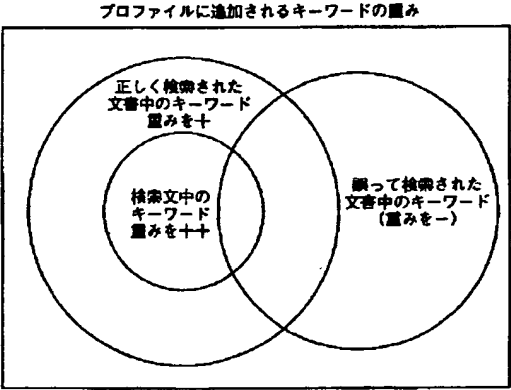 プロファイルに追加されるキーワードの重み
正しく検索された
文書中のキーワード
重みを＋
検索文中の
キーワード
重みを＋＋
誤って検索された
文書中のキーワード
(重みをー)